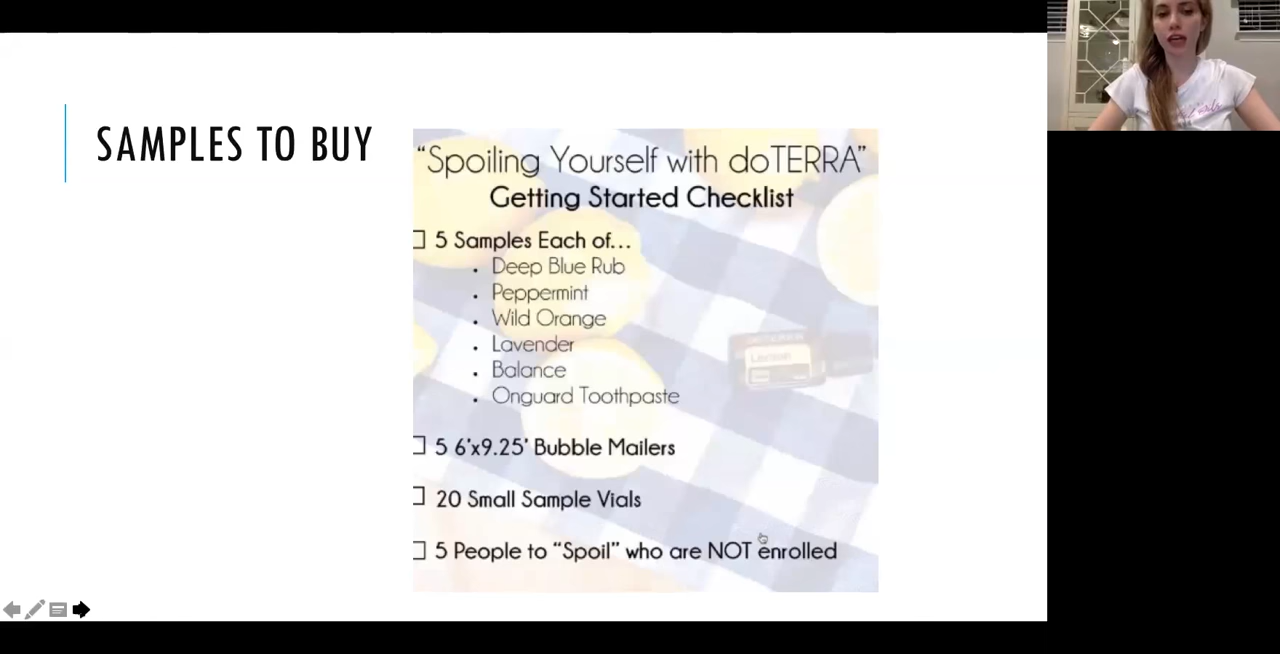 SAMPLES TO BUY
“Spoiling Yourself with doTERRA”
Getting Started Checklist
5 Samples Each of...
Deep Blue Rub
Peppermint
Wild Orange
Lavender
Balance
Onguard Toothpaste
5 6'x9.25' Bubble Mailers
20 Small Sample Vials
5 People to “Spoil” who are NOT enrolled
Lemon